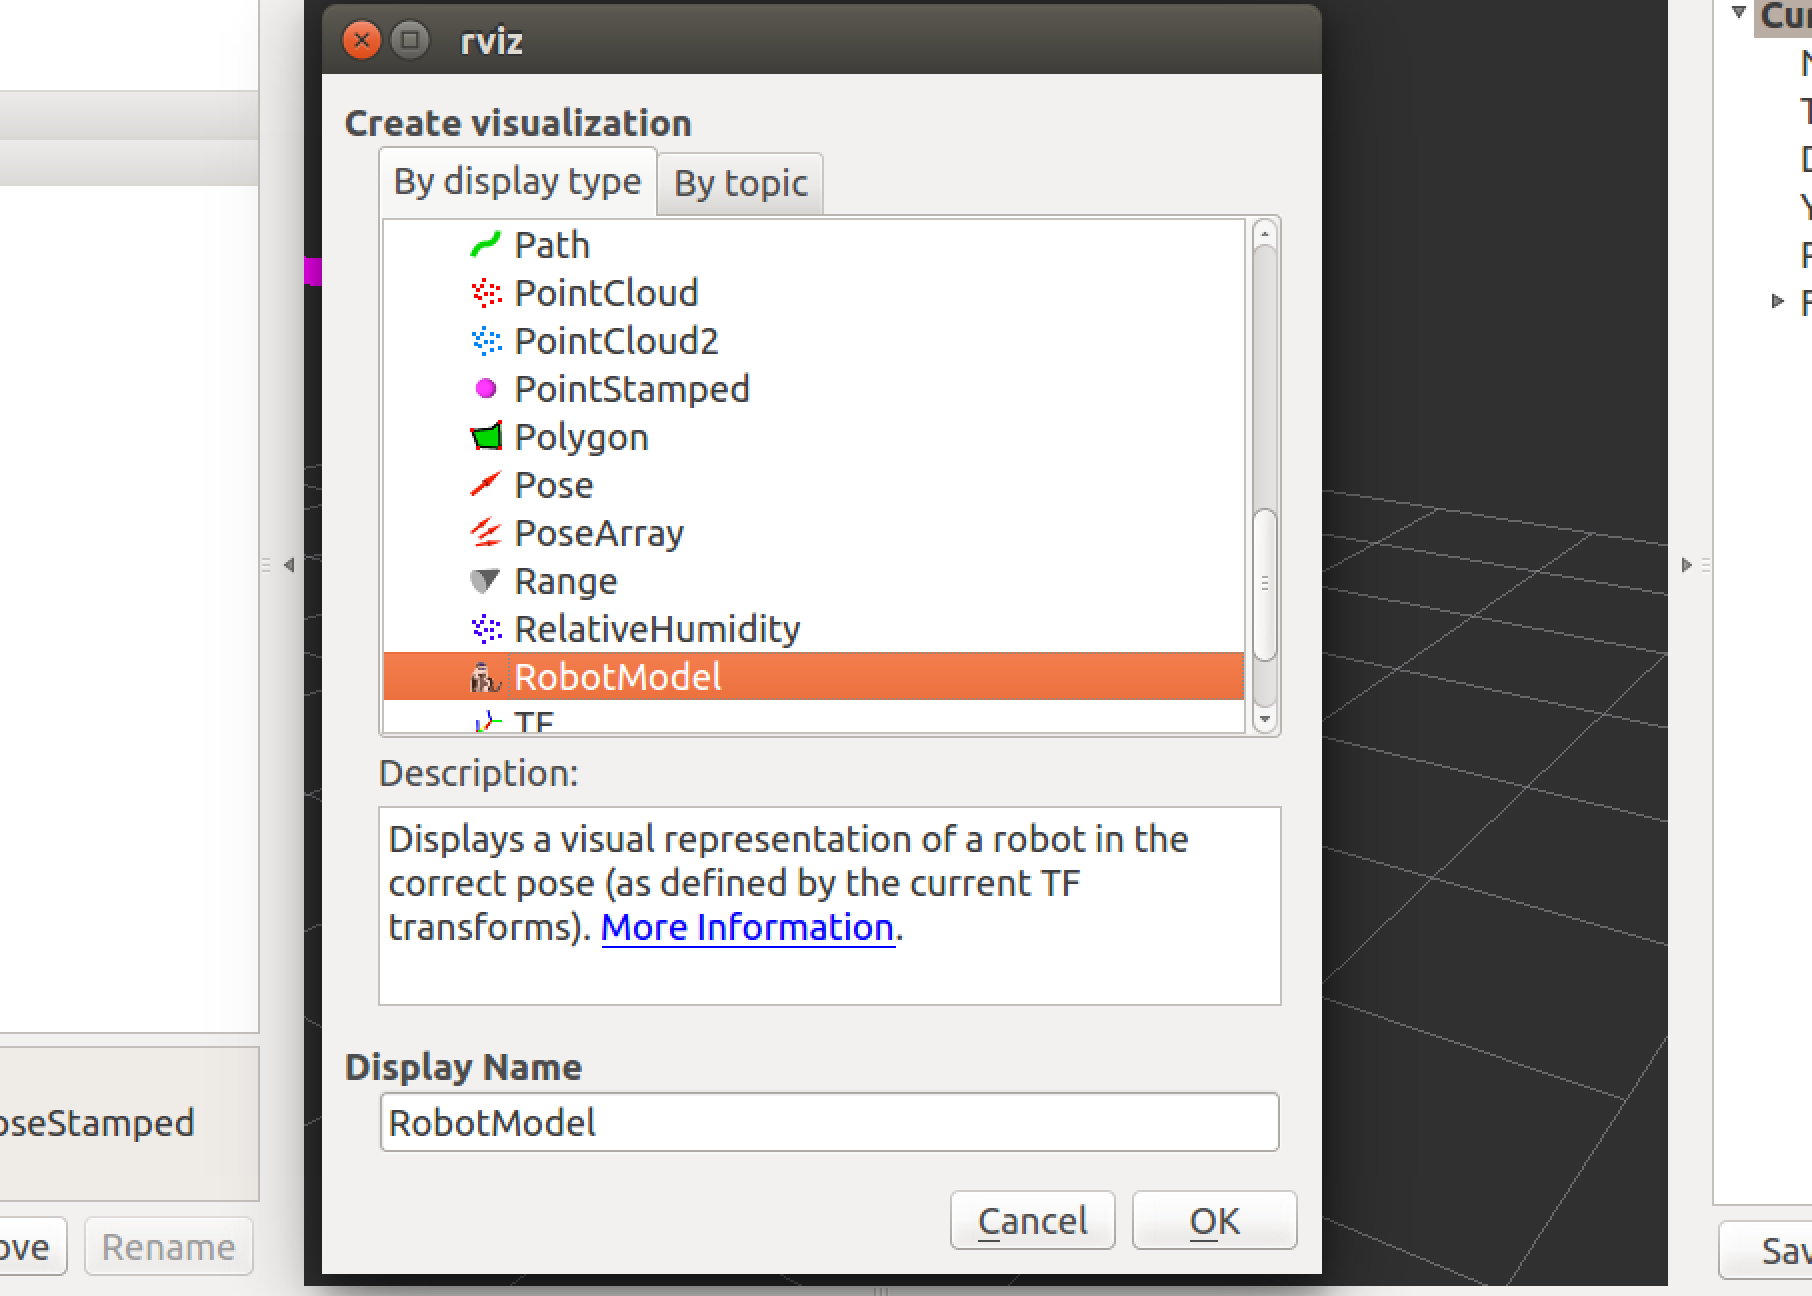 rviz
Create visualization
By display type
By topic
Path
PointCloud
PointCloud2
PointStamped
Polygon
Pose
PoseArray
Range
RelativeHumidity
RobotModel
TF
Description:
Displays a visual representation of a robot in the
correct pose (as defined by the current TF
transforms). More Information.
Display Name
RobotModel
Cancel
OK
oseStamped
ove
Rename
Cur
Sav